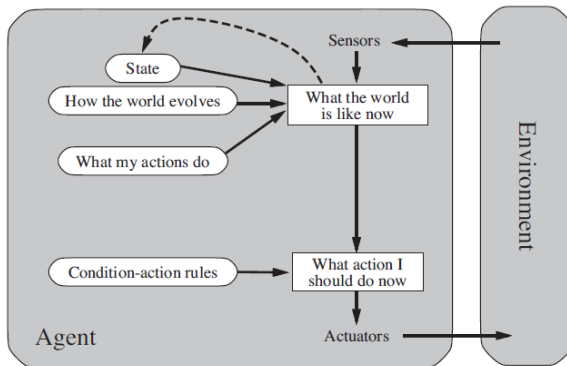 Sensors
State
How the world evolves
What the world
is like now
What my actions do
Environment
Condition-action rules
What action I
should do now
Agent
Actuators